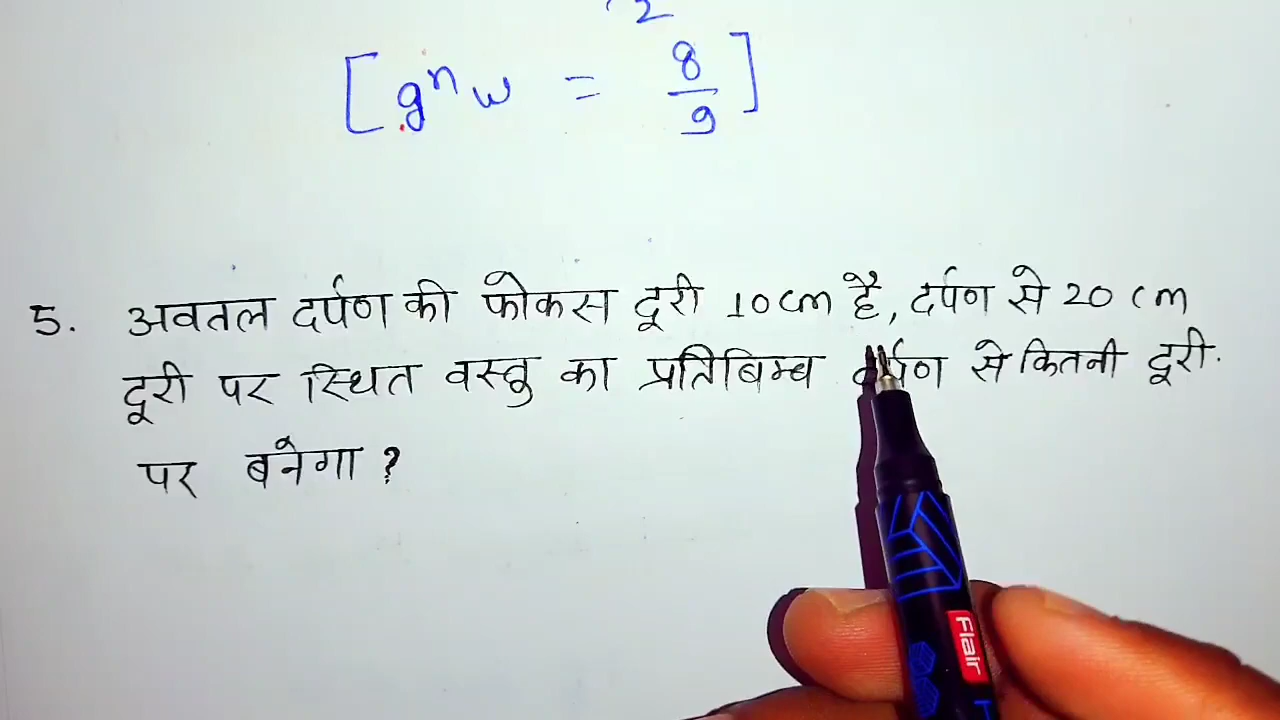 2
[gnw = 8/9]
5. अवतल दर्पण की फोकस दूरी 10cm है, दर्पण से 20 cm
दूरी पर स्थित वस्तु का प्रतिबिम्ब दर्पण से कितनी दूरी.
पर बनेगा?
Flair